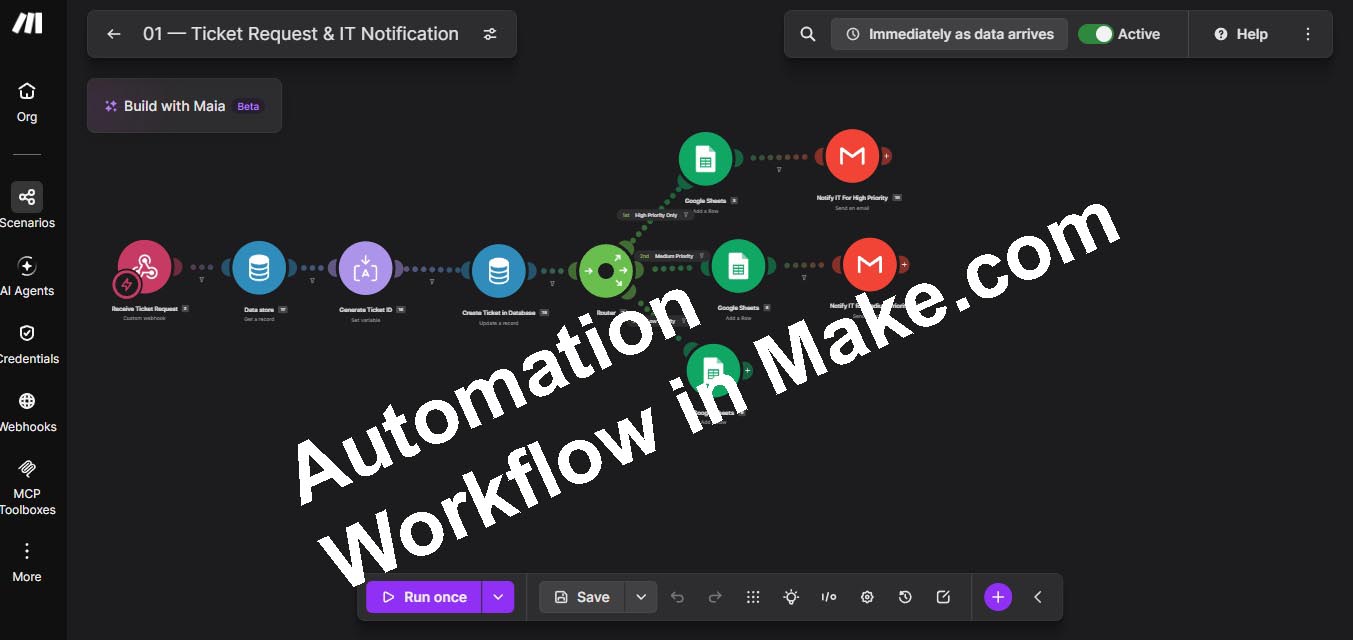 01 — Ticket Request & IT Notification
Immediately as data arrives
Active
Help
Build with Maia Beta
Org
Scenarios
AI Agents
Credentials
Webhooks
MCP
Toolboxes
More
Google Sheets
Add a Row
Notify IT For High Priority
Send an email
1st High Priority Only
2nd Medium Priority
Receive Ticket Request
Custom webhook
Data store
Get a record
Generate Ticket ID
Set variable
Create Ticket in Database
Update a record
Router
Google Sheets
Add a Row
Notify IT
Google Sheets
Automation
Workflow in Make.com
Run once
Save